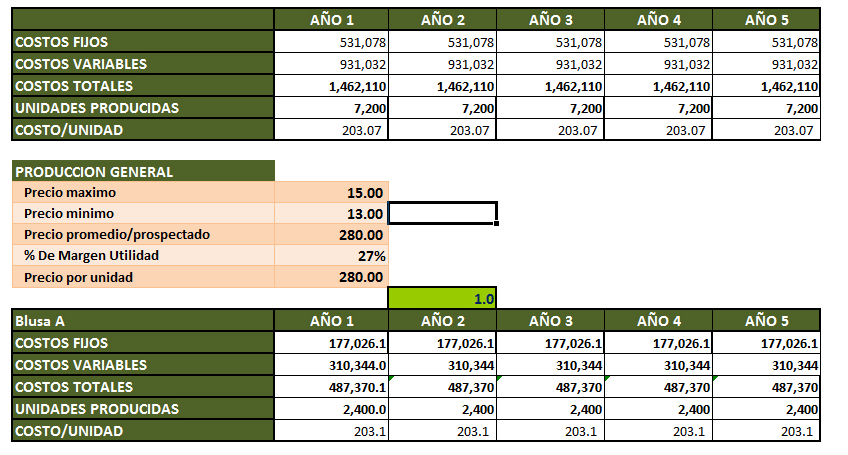 AÑO 1 AÑO 2 AÑO 3 AÑO 4 AÑO 5
COSTOS FIJOS 531,078 531,078 531,078 531,078 531,078
COSTOS VARIABLES 931,032 931,032 931,032 931,032 931,032
COSTOS TOTALES 1,462,110 1,462,110 1,462,110 1,462,110 1,462,110
UNIDADES PRODUCIDAS 7,200 7,200 7,200 7,200 7,200
COSTO/UNIDAD 203.07 203.07 203.07 203.07 203.07
PRODUCCION GENERAL
Precio maximo 15.00
Precio minimo 13.00
Precio promedio/prospectado 280.00
% De Margen Utilidad 27%
Precio por unidad 280.00
1.0
Blusa A AÑO 1 AÑO 2 AÑO 3 AÑO 4 AÑO 5
COSTOS FIJOS 177,026.1 177,026.1 177,026.1 177,026.1 177,026.1
COSTOS VARIABLES 310,344.0 310,344 310,344 310,344 310,344
COSTOS TOTALES 487,370.1 487,370 487,370 487,370 487,370
UNIDADES PRODUCIDAS 2,400.0 2,400 2,400 2,400 2,400
COSTO/UNIDAD 203.1 203.1 203.1 203.1 203.1